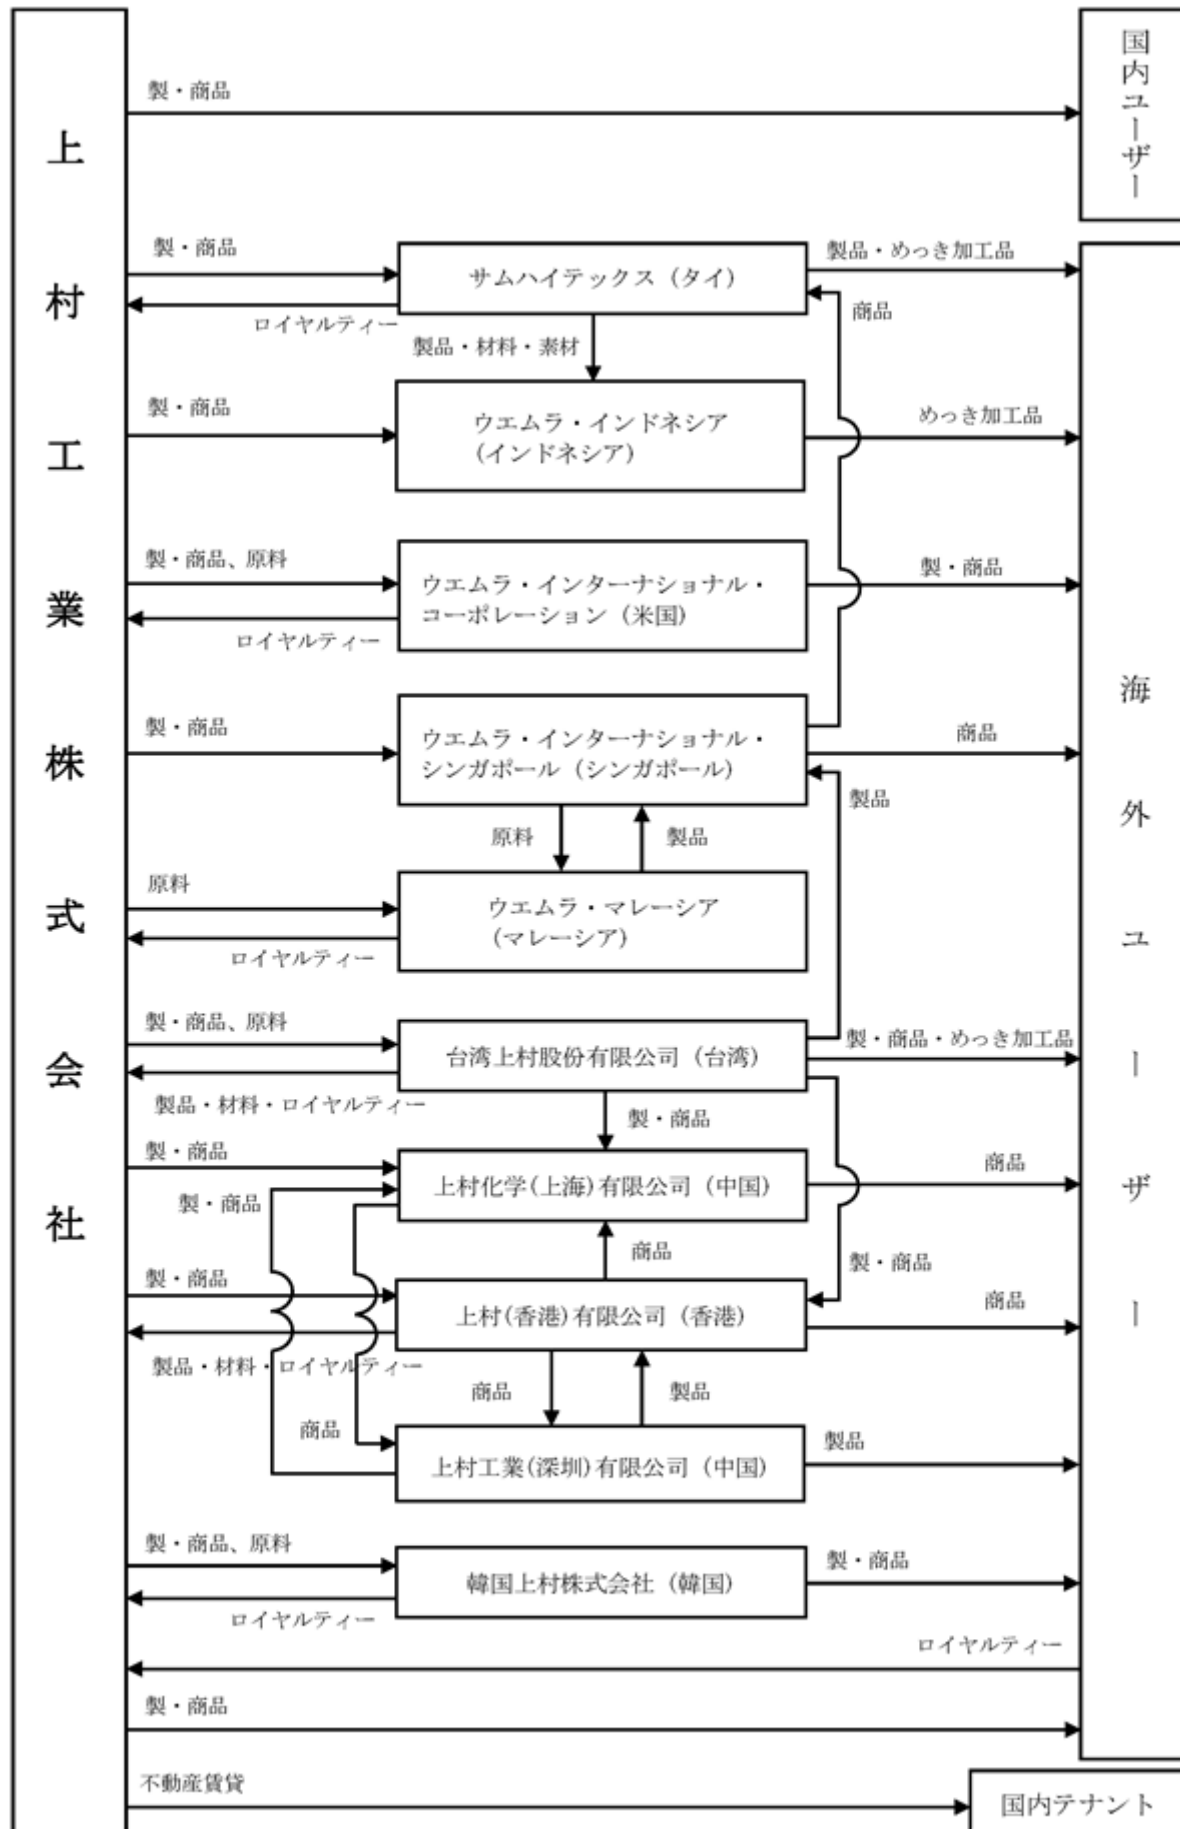 上村工業株式会社
国内ユーザー
製・商品
製・商品
サムハイテックス（タイ）
製品・めっき加工品
ロイヤルティー
商品
製品・材料・素材
製・商品
ウエムラ・インドネシア
（インドネシア）
めっき加工品
製・商品、原料
ウエムラ・インターナショナル・
コーポレーション（米国）
製・商品
ロイヤルティー
海外ユーザー
製・商品
ウエムラ・インターナショナル・
シンガポール（シンガポール）
商品
製品
原料
製品
原料
ウエムラ・マレーシア
（マレーシア）
ロイヤルティー
製・商品、原料
台湾上村股份有限公司（台湾）
製・商品・めっき加工品
製品・材料・ロイヤルティー
製・商品
製・商品
上村化学(上海)有限公司（中国）
商品
製・商品
商品
製・商品
製・商品
上村(香港)有限公司（香港）
商品
製品・材料・ロイヤルティー
商品
製品
商品
上村工業(深圳)有限公司（中国）
製品
製・商品、原料
韓国上村株式会社（韓国）
製・商品
ロイヤルティー
ロイヤルティー
製・商品
不動産賃貸
国内テナント